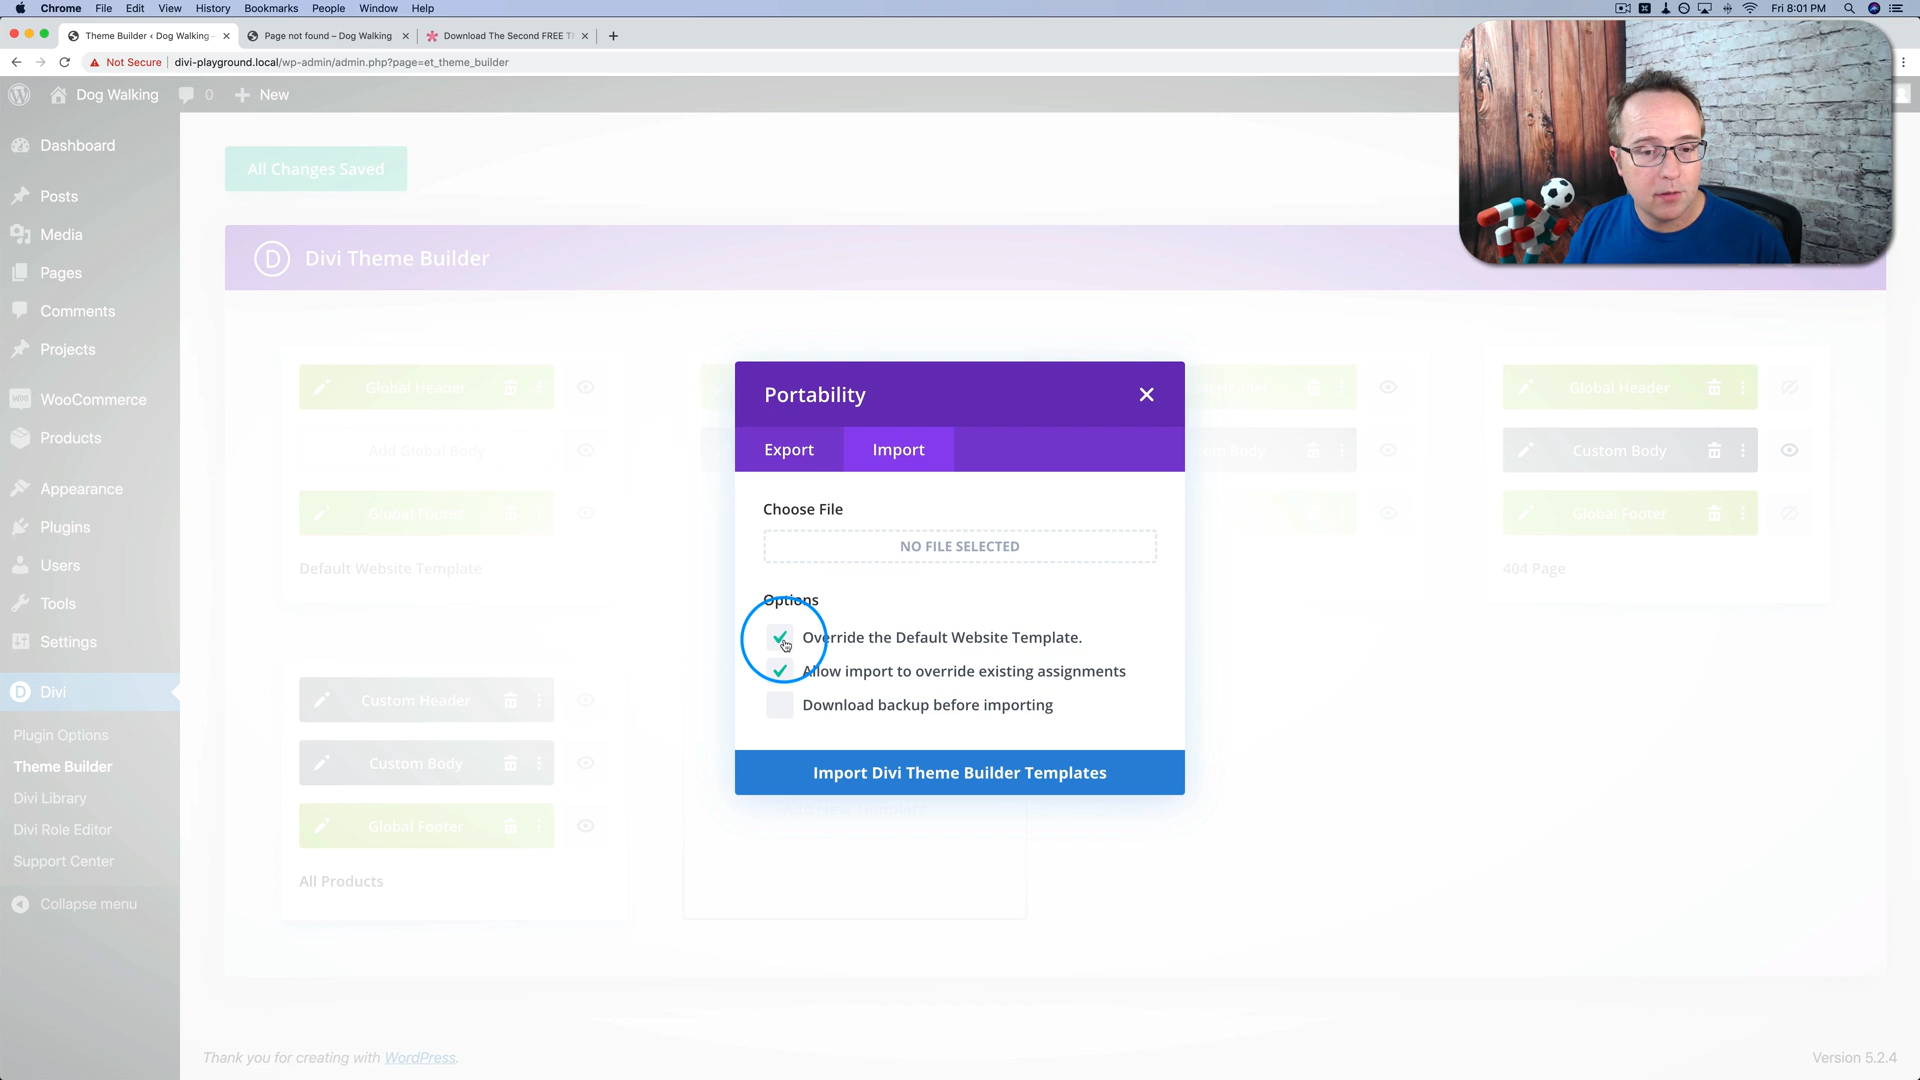 Chrome File Edit View History Bookmarks People Window Help
Fri 8:01 PM
Theme Builder ‹ Dog Walking –
Page not found – Dog Walking
Download The Second FREE T
Not Secure | divi-playground.local/wp-admin/admin.php?page=et_theme_builder
Dog Walking 0 New
Dashboard
Posts
Media
Pages
Comments
Projects
WooCommerce
Products
Appearance
Plugins
Users
Tools
Settings
Divi
Plugin Options
Theme Builder
Divi Library
Divi Role Editor
Support Center
Collapse menu
All Changes Saved
Divi Theme Builder
Global Header
Add Global Body
Global Footer
Default Website Template
Custom Header
Custom Body
Global Footer
All Products
Portability
Export
Import
Choose File
NO FILE SELECTED
Options
Override the Default Website Template.
Allow import to override existing assignments
Download backup before importing
Import Divi Theme Builder Templates
Global Header
Custom Body
Global Footer
404 Page
Thank you for creating with WordPress.
Version 5.2.4